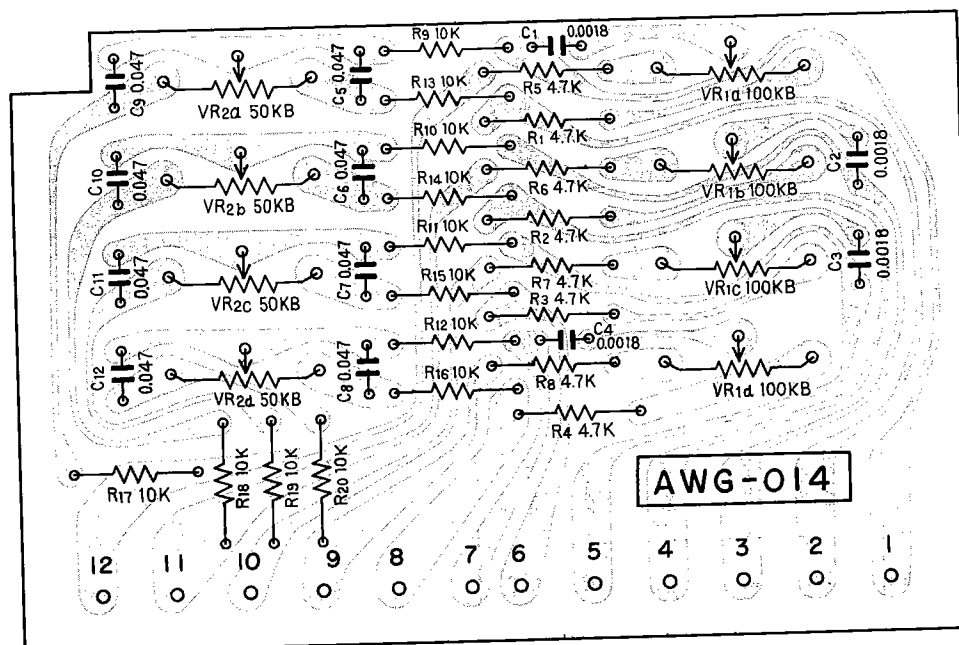 R9 10K
C1 0.0018
C9 0.047
VR2a 50KB
C5 0.047
R13 10K
R5 4.7K
VR1a 100KB
R10 10K
R1 4.7K
C10 0.047
VR2b 50KB
C6 0.047
R14 10K
R6 4.7K
VR1b 100KB
C2 0.0018
R11 10K
R2 4.7K
C11 0.047
VR2c 50KB
C7 0.047
R15 10K
R7 4.7K
VR1c 100KB
C3 0.0018
R3 4.7K
R12 10K
C4 0.0018
C12 0.047
VR2d 50KB
C8 0.047
R16 10K
R8 4.7K
VR1d 100KB
R4 4.7K
R17 10K
R18 10K
R19 10K
R20 10K
AWG-014
12 11 10 9 8 7 6 5 4 3 2 1